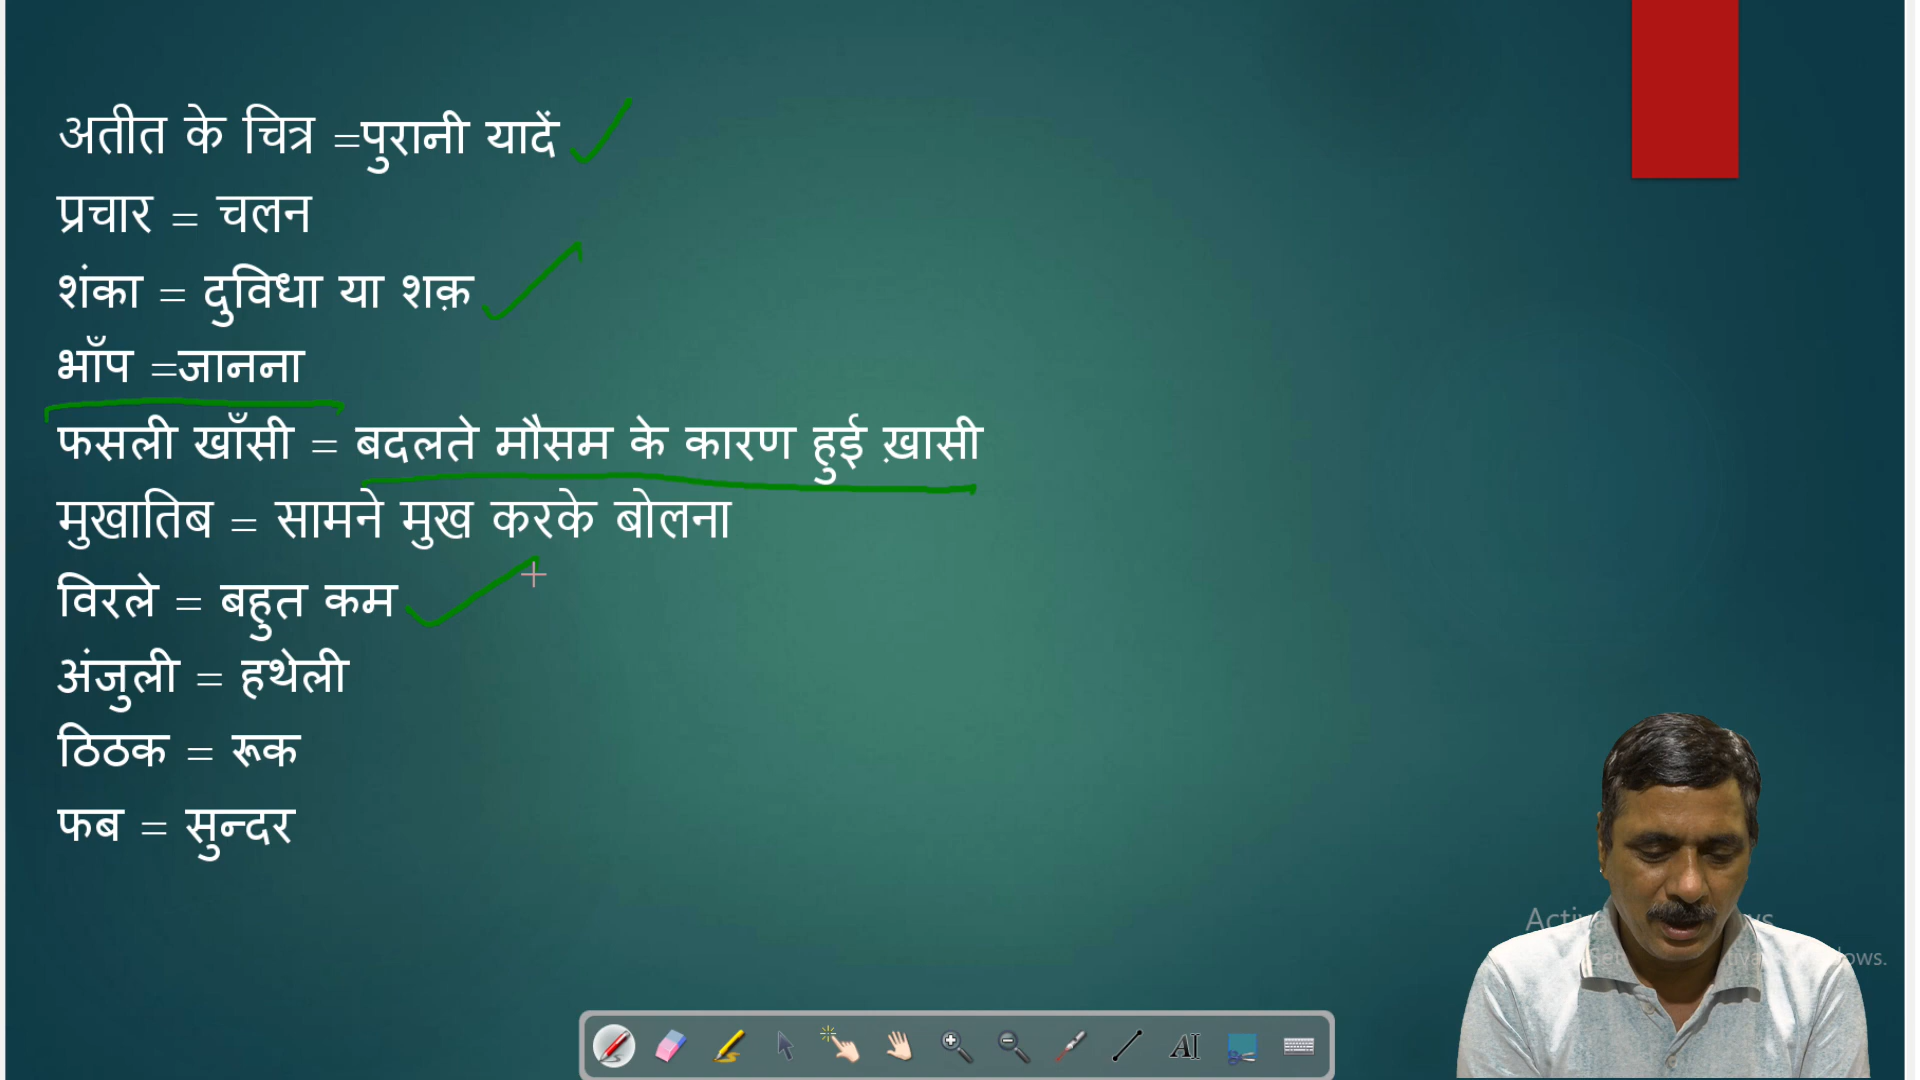 अतीत के चित्र =पुरानी यादें
प्रचार = चलन
शंका = दुविधा या शक़
भाँप =जानना
फसली खाँसी = बदलते मौसम के कारण हुई ख़ासी
मुखातिब = सामने मुख करके बोलना
विरले = बहुत कम
अंजुली = हथेली
ठिठक = रूक
फब = सुन्दर